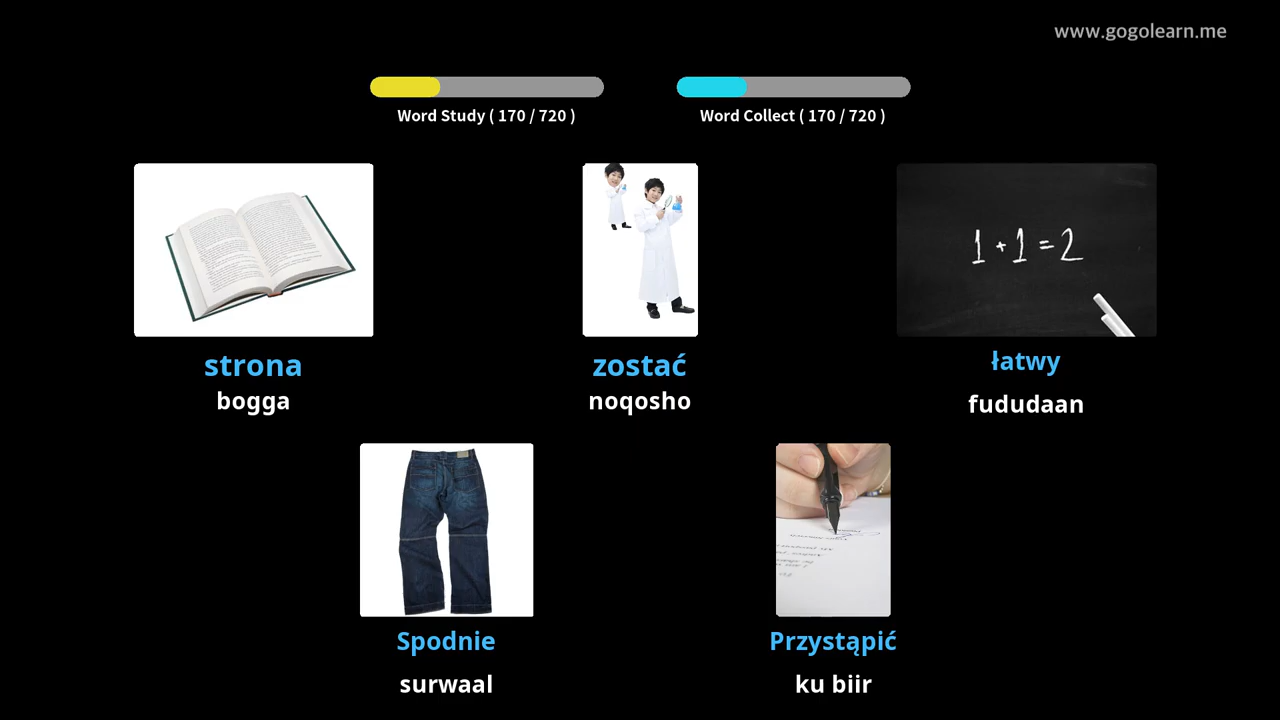 www.gogolearn.me
Word Study ( 170 / 720 )
Word Collect ( 170 / 720 )
1 + 1 = 2
strona
bogga
zostać
noqosho
łatwy
fududaan
Spodnie
surwaal
Przystąpić
ku biir